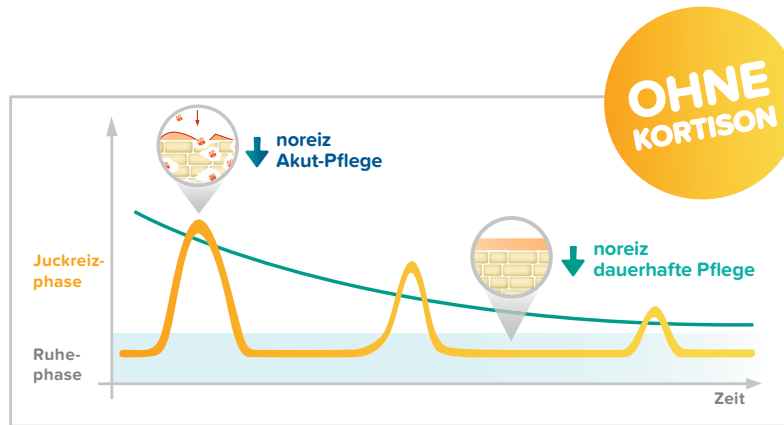 OHNE
KORTISON
noreiz
Akut-Pflege
noreiz
dauerhafte Pflege
Juckreiz-
phase
Ruhe-
phase
Zeit